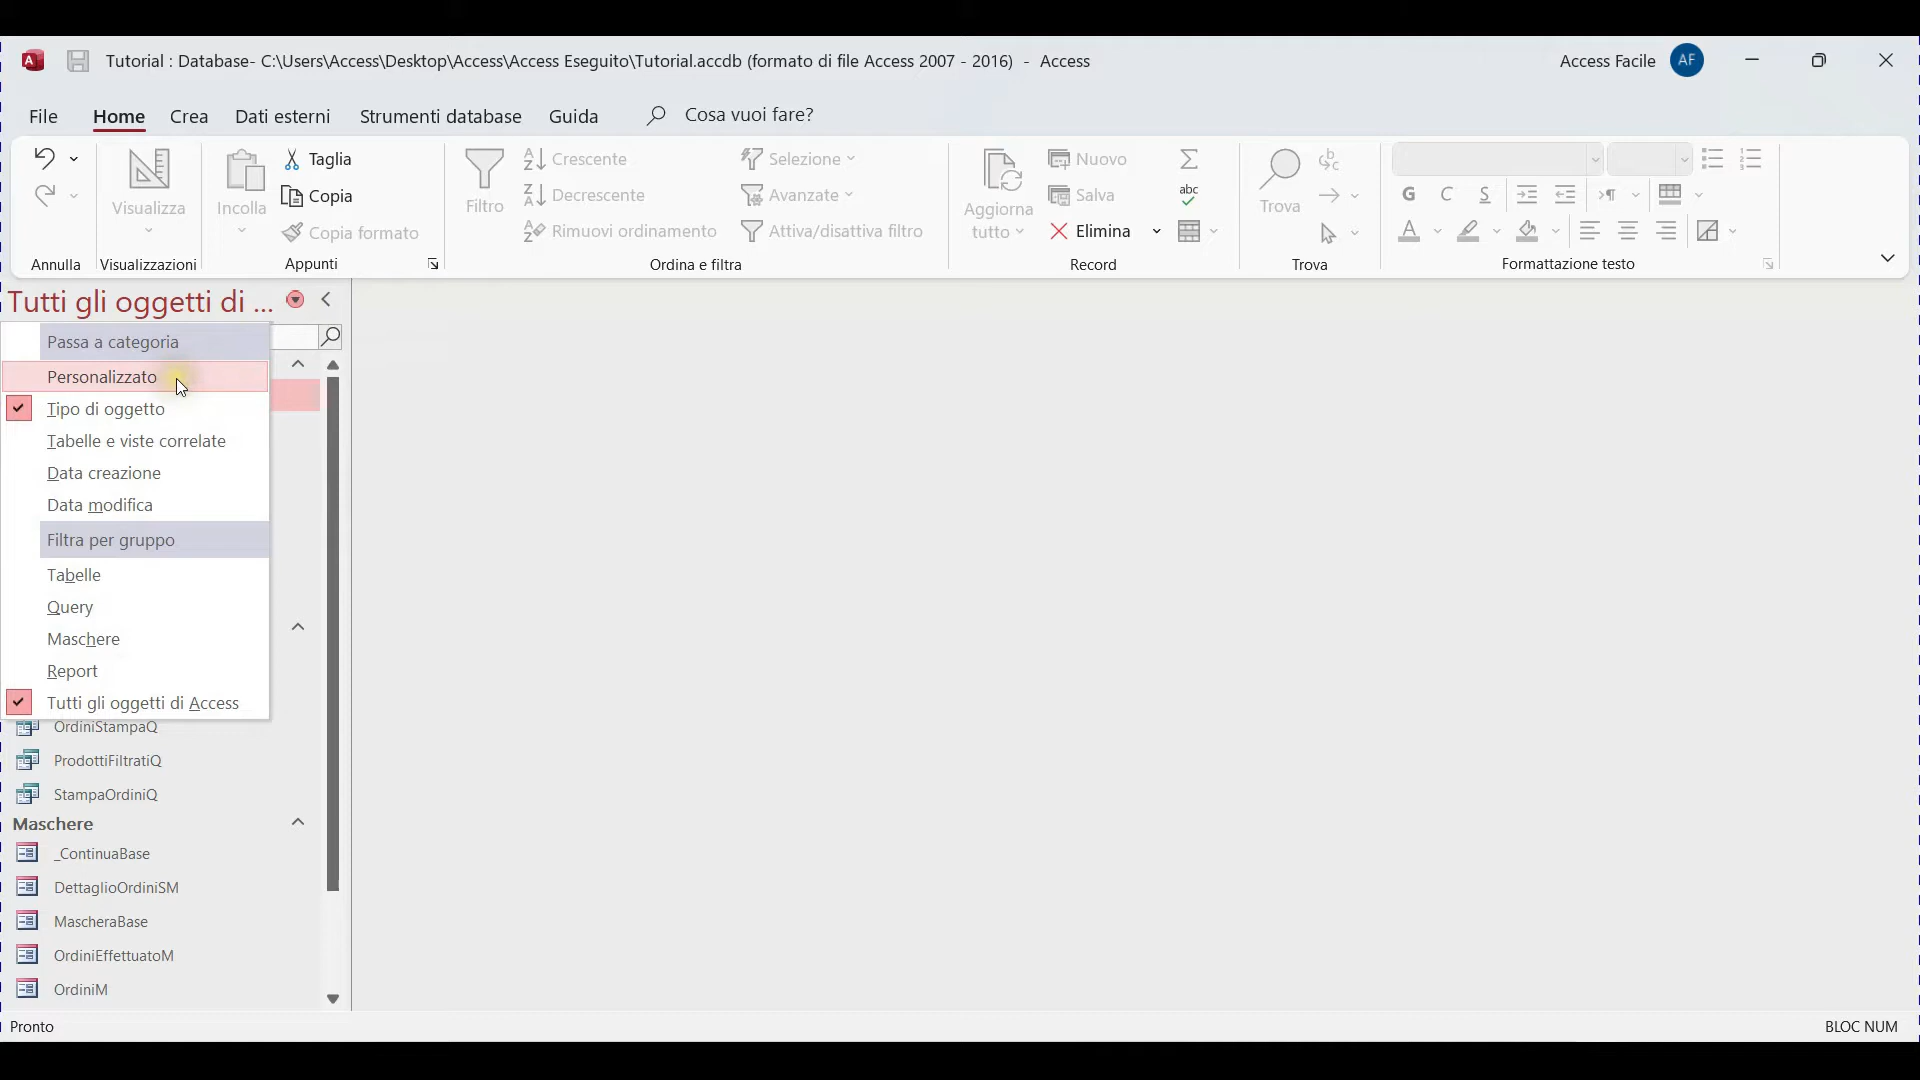 Tutorial : Database- C:\Users\Access\Desktop\Access\Access Eseguito\Tutorial.accdb (formato di file Access 2007 - 2016) - Access
Access Facile AF
File Home Crea Dati esterni Strumenti database Guida Cosa vuoi fare?
Visualizza
Incolla
Taglia
Copia
Copia formato
Filtro
Crescente
Decrescente
Rimuovi ordinamento
Selezione
Avanzate
Attiva/disattiva filtro
Aggiorna
tutto
Nuovo
Salva
Elimina
abc
Trova
G C S
A
Annulla Visualizzazioni Appunti Ordina e filtra Record Trova Formattazione testo
Tutti gli oggetti di ...
Passa a categoria
Personalizzato
Tipo di oggetto
Tabelle e viste correlate
Data creazione
Data modifica
Filtra per gruppo
Tabelle
Query
Maschere
Report
Tutti gli oggetti di Access
OrdiniStampaQ
ProdottiFiltratiQ
StampaOrdiniQ
Maschere
_ContinuaBase
DettaglioOrdiniSM
MascheraBase
OrdiniEffettuatoM
OrdiniM
Pronto
BLOC NUM